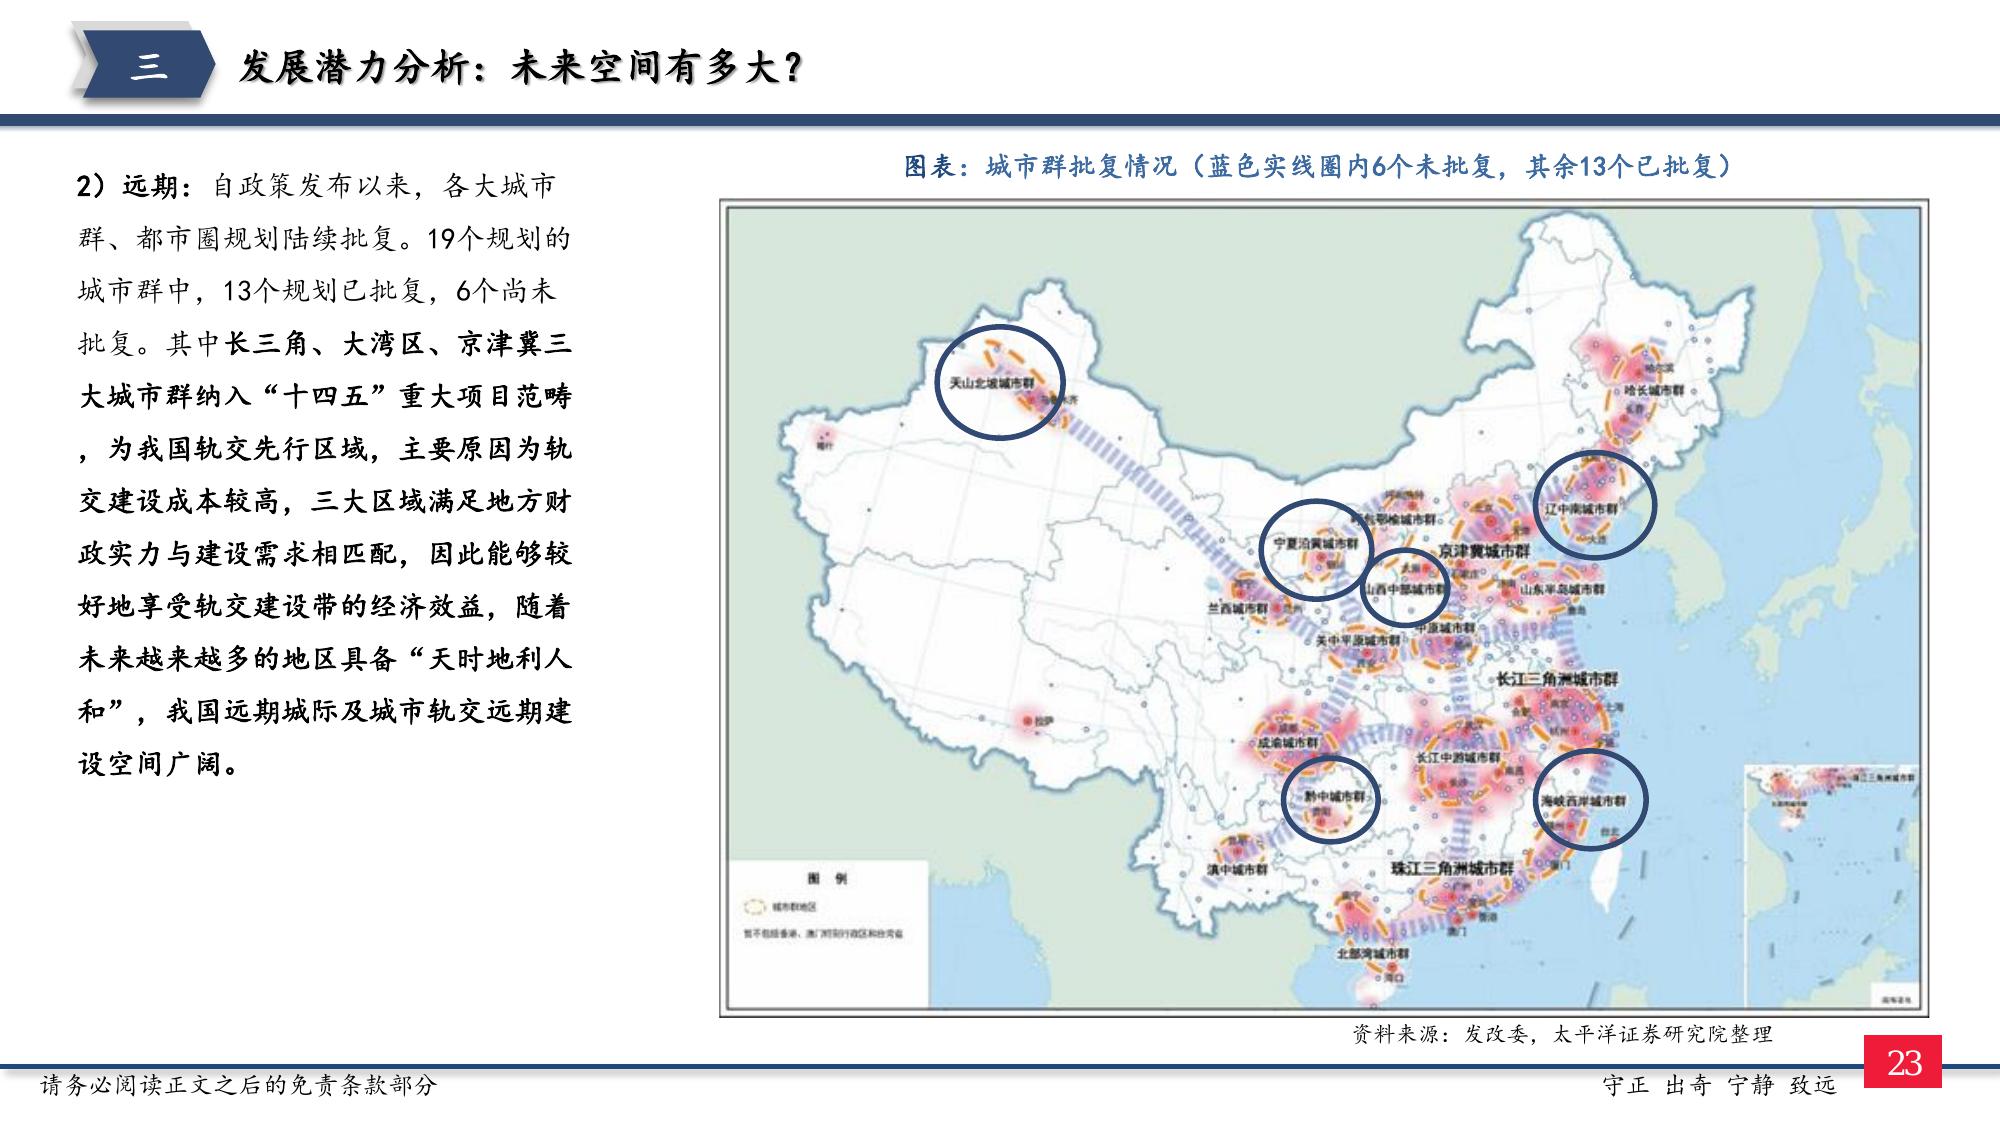 三
发展潜力分析：未来空间有多大？
2）远期：自政策发布以来，各大城市
群、都市圈规划陆续批复。19个规划的
城市群中，13个规划已批复，6个尚未
批复。其中长三角、大湾区、京津冀三
大城市群纳入“十四五”重大项目范畴
，为我国轨交先行区域，主要原因为轨
交建设成本较高，三大区域满足地方财
政实力与建设需求相匹配，因此能够较
好地享受轨交建设带的经济效益，随着
未来越来越多的地区具备“天时地利人
和”，我国远期城际及城市轨交远期建
设空间广阔。
图表：城市群批复情况（蓝色实线圈内6个未批复，其余13个已批复）
天山北坡城市群
哈长城市群
辽中南城市群
宁夏沿黄城市群
京津冀城市群
山西中部城市群
山东半岛城市群
兰西城市群
关中平原城市群
中原城市群
长江三角洲城市群
拉萨
成渝城市群
长江中游城市群
黔中城市群
海峡西岸城市群
台北
滇中城市群
珠江三角洲城市群
北部湾城市群
海口
图 例
城市群地区
资料来源：发改委，太平洋证券研究院整理
请务必阅读正文之后的免责条款部分
守正 出奇 宁静 致远
23